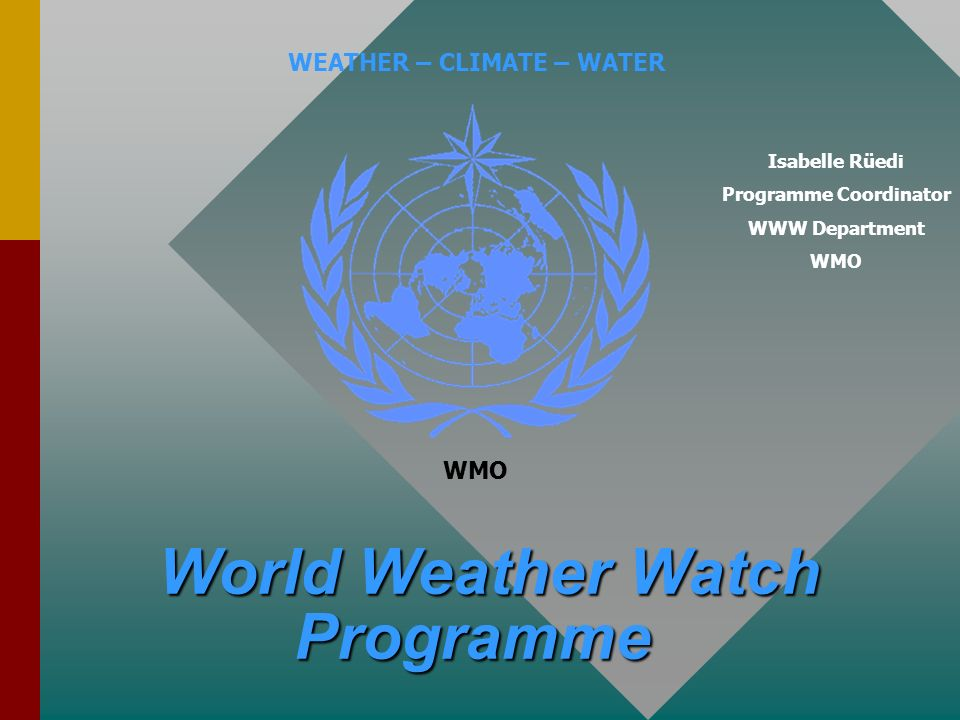 WEATHER – CLIMATE – WATER
Isabelle Rüedi
Programme Coordinator
WWW Department
WMO
WMO
World Weather Watch
Programme